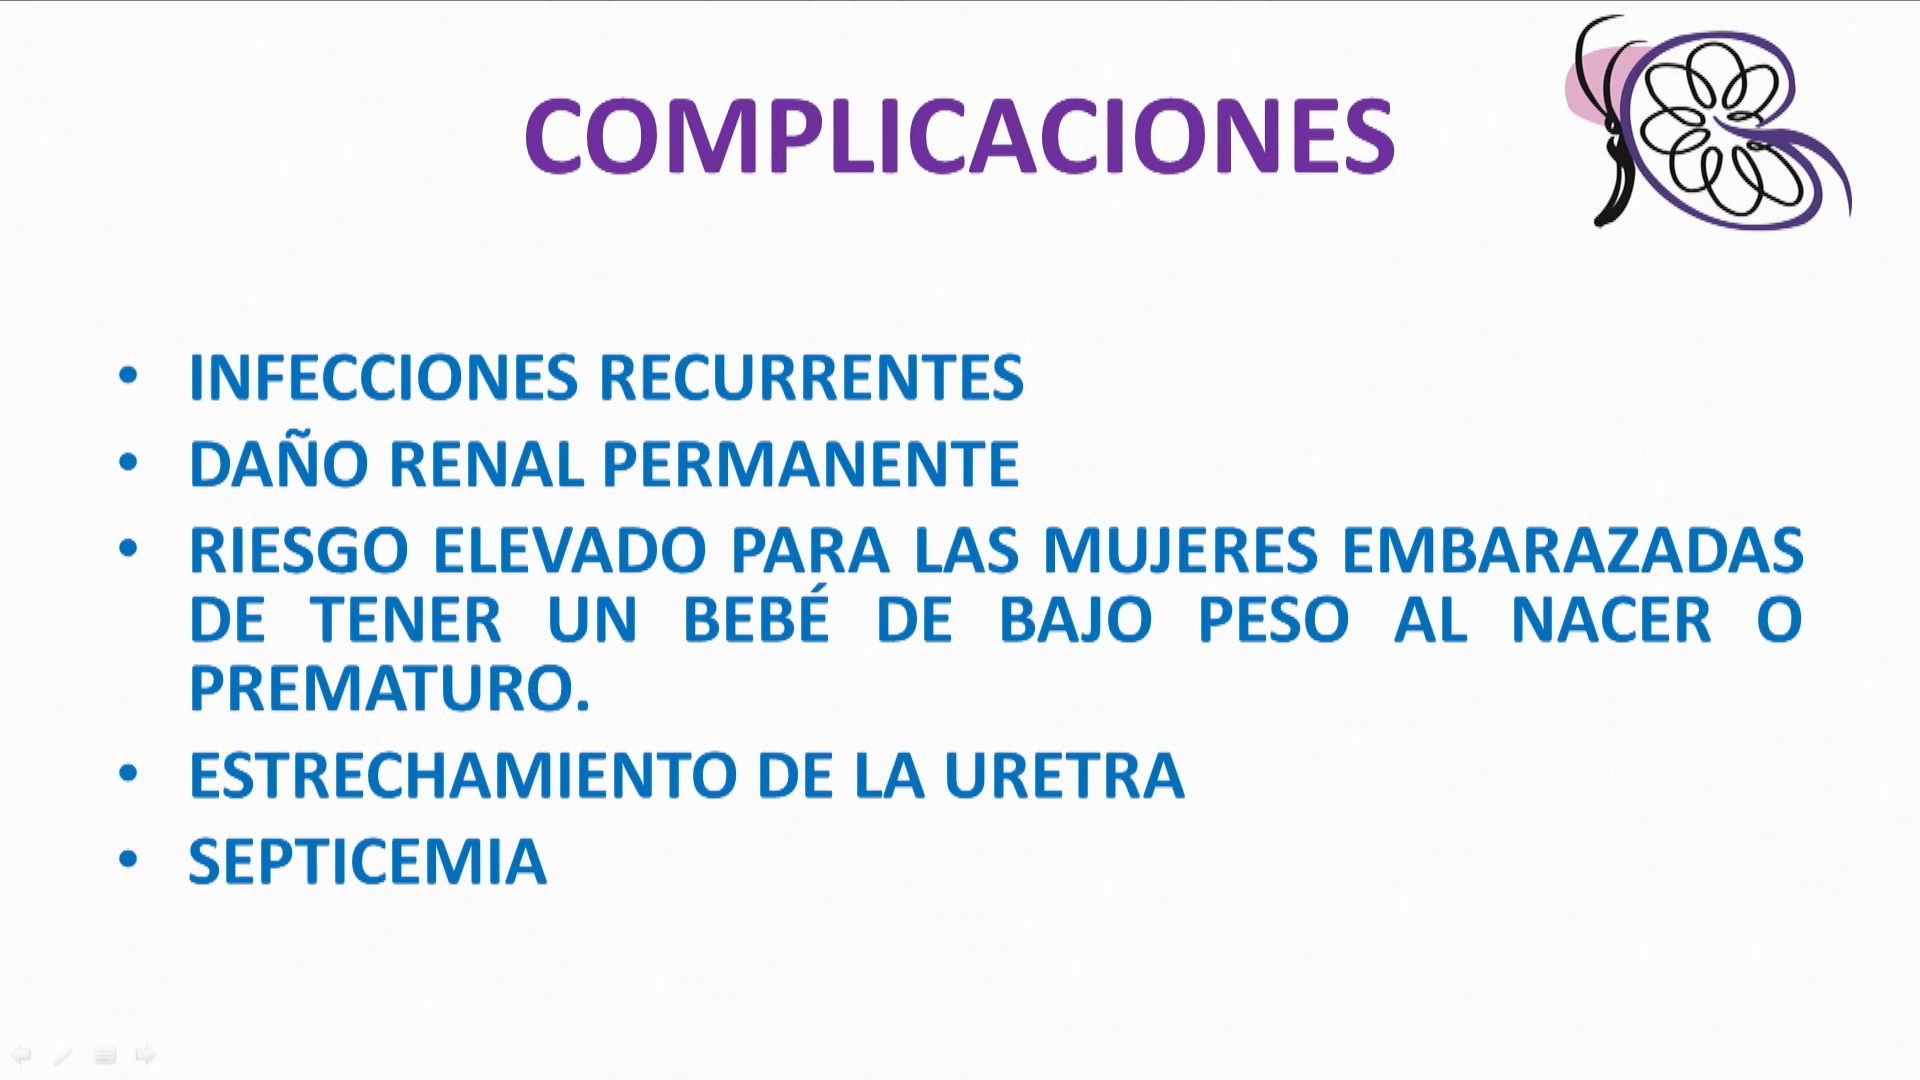 COMPLICACIONES
• INFECCIONES RECURRENTES
• DAÑO RENAL PERMANENTE
• RIESGO ELEVADO PARA LAS MUJERES EMBARAZADAS
DE TENER UN BEBÉ DE BAJO PESO AL NACER O
PREMATURO.
• ESTRECHAMIENTO DE LA URETRA
• SEPTICEMIA